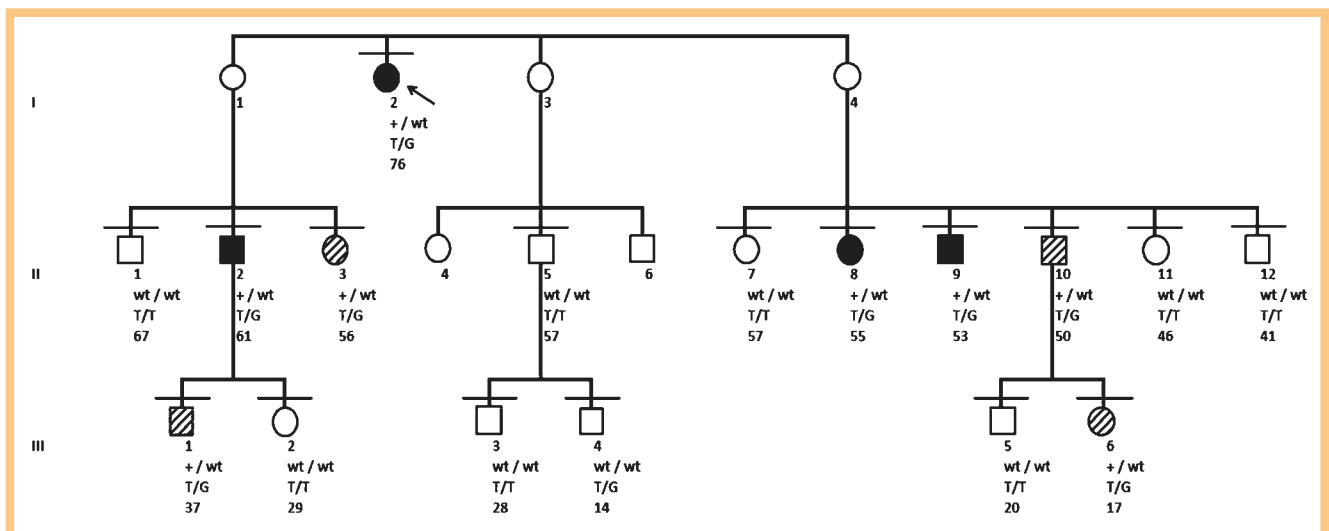 I
1
2
3
4
+ / wt
T/G
76
II
1
2
3
4
5
6
7
8
9
10
11
12
wt / wt
+ / wt
+ / wt
wt / wt
wt / wt
+ / wt
+ / wt
+ / wt
wt / wt
wt / wt
T/T
T/G
T/G
T/T
T/T
T/G
T/G
T/G
T/T
T/T
67
61
56
57
57
55
53
50
46
41
III
1
2
3
4
5
6
+ / wt
wt / wt
wt / wt
wt / wt
wt / wt
+ / wt
T/G
T/T
T/T
T/G
T/T
T/G
37
29
28
14
20
17